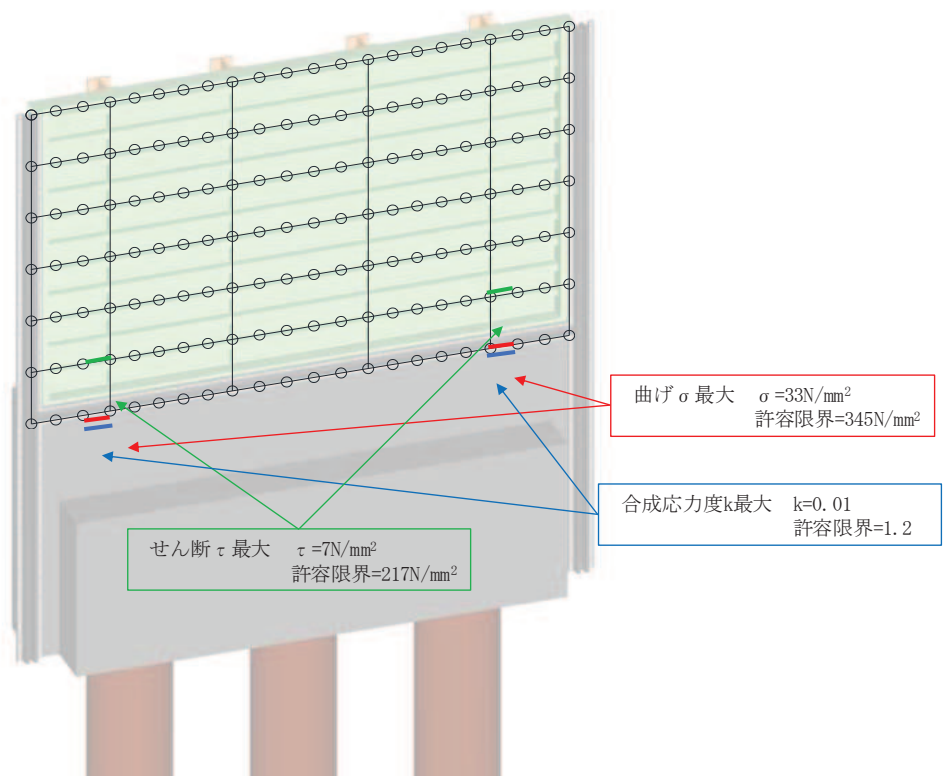 曲げσ最大　σ=33N/mm²
許容限界=345N/mm²
合成応力度k最大　k=0.01
許容限界=1.2
せん断τ最大　τ=7N/mm²
許容限界=217N/mm²